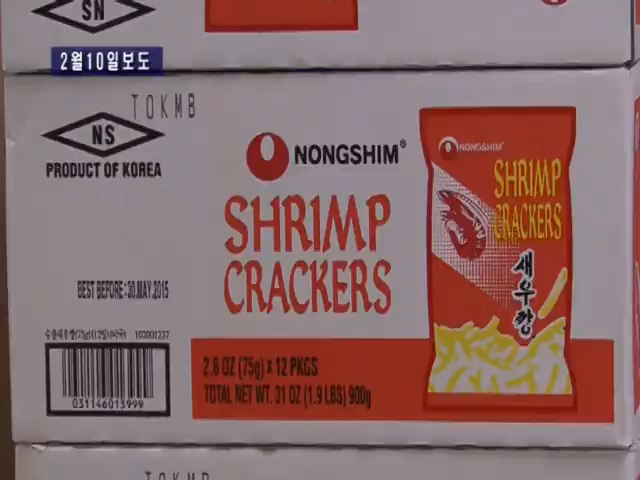 SN
2월10일보도
TOKMB
NS
PRODUCT OF KOREA
NONGSHIM®
SHRIMP
CRACKERS
NONGSHIM
SHRIMP
CRACKERS
새우깡
BEST BEFORE:30.MAY.2015
103001237
031146013999
2.6 OZ (75g) x 12 PKGS
TOTAL NET WT. 31 OZ (1.9 LBS) 900g
TOKMB